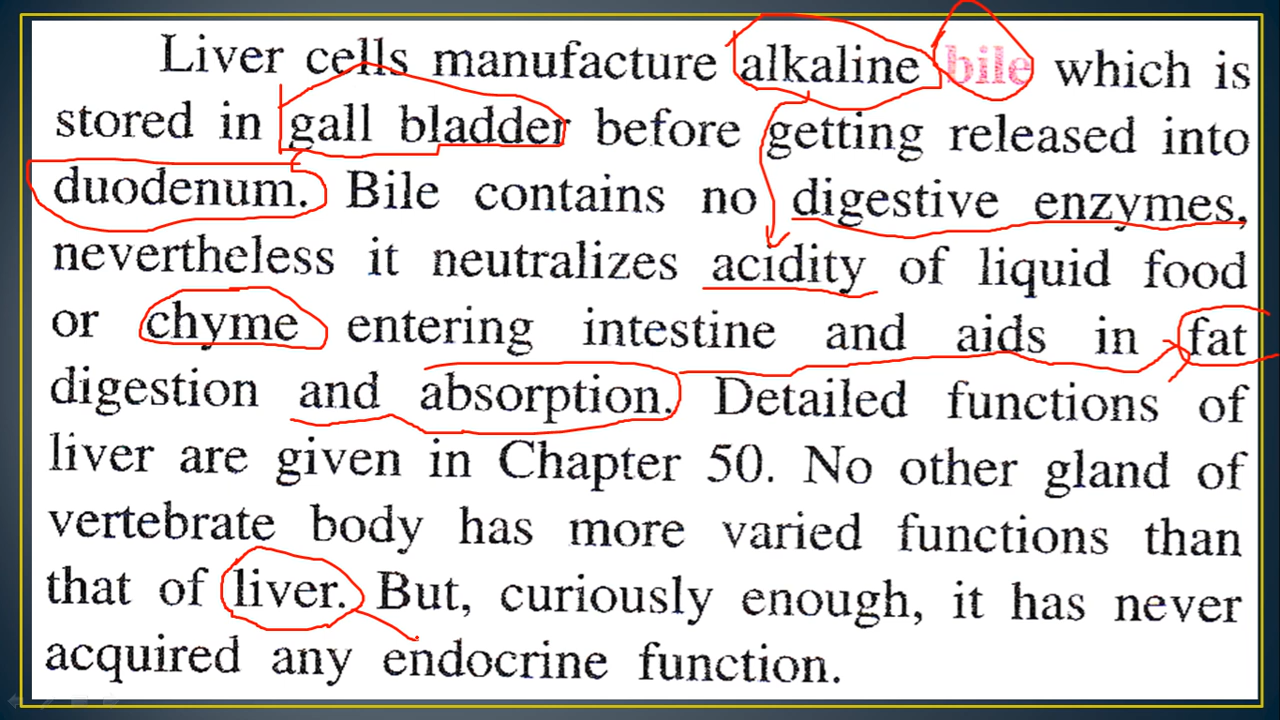 Liver cells manufacture alkaline bile which is
stored in gall bladder before getting released into
duodenum. Bile contains no digestive enzymes,
nevertheless it neutralizes acidity of liquid food
or chyme entering intestine and aids in fat
digestion and absorption. Detailed functions of
liver are given in Chapter 50. No other gland of
vertebrate body has more varied functions than
that of liver. But, curiously enough, it has never
acquired any endocrine function.